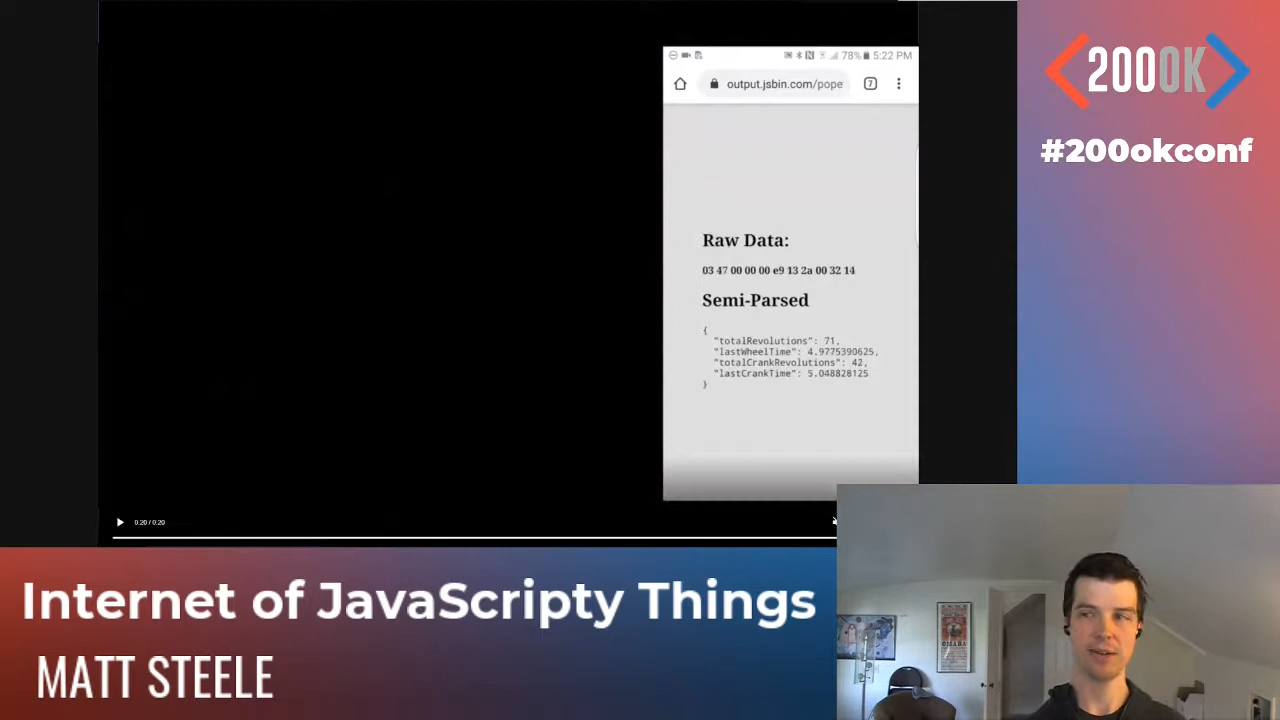 78% 5:22 PM
output.jsbin.com/pope
7
Raw Data:
03 47 00 00 00 e9 13 2a 00 32 14
Semi-Parsed
{
"totalRevolutions": 71,
"lastWheelTime": 4.9775390625,
"totalCrankRevolutions": 42,
"lastCrankTime": 5.048828125
}
0:20 / 0:20
200OK
#200okconf
Internet of JavaScripty Things
MATT STEELE
OMAHA